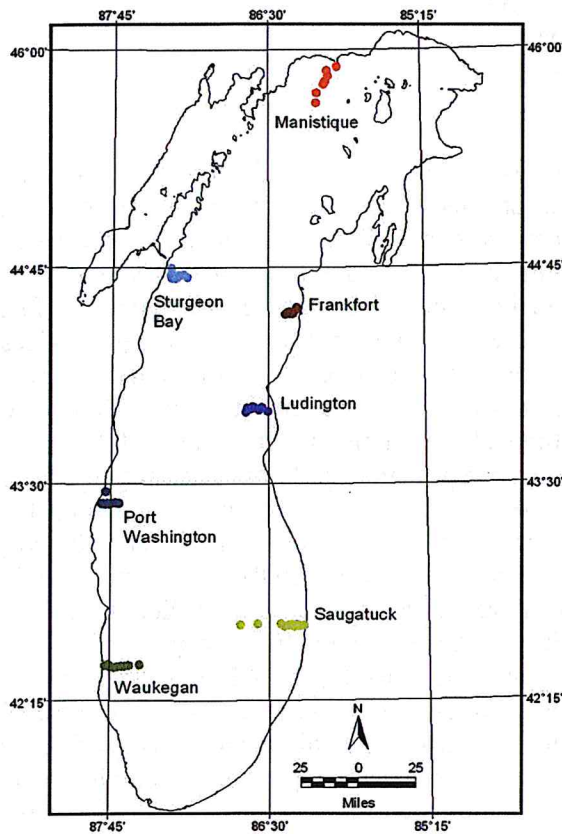 87°45' 86°30' 85°15'
46°00' 46°00'
Manistique
44°45' 44°45'
Sturgeon
Bay
Frankfort
Ludington
43°30' 43°30'
Port
Washington
Saugatuck
Waukegan
42°15' 42°15'
N
25 0 25
Miles
87°45' 86°30' 85°15'